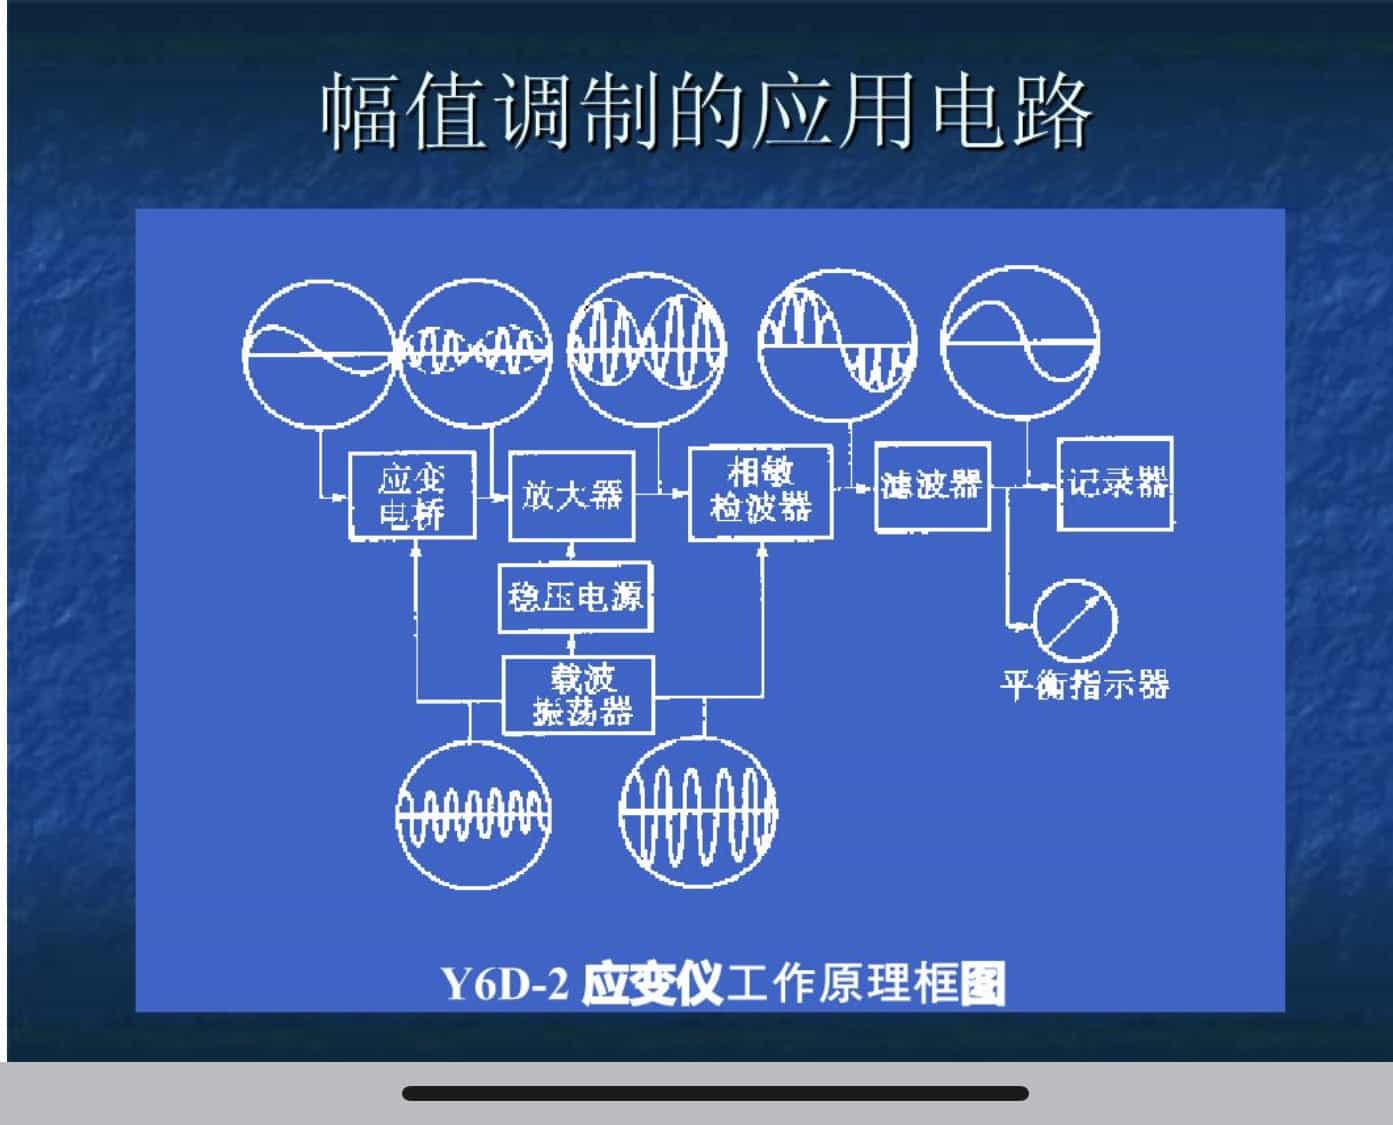 幅值调制的应用电路
应变
电桥
放大器
相敏
检波器
滤波器
记录器
稳压电源
载波
振荡器
平衡指示器
Y6D-2 应变仪工作原理框图